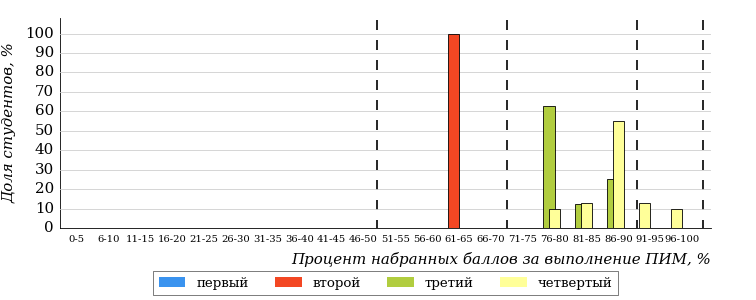 Доля студентов, %
100
90
80
70
60
50
40
30
20
10
0
0-5 6-10 11-15 16-20 21-25 26-30 31-35 36-40 41-45 46-50 51-55 56-60 61-65 66-70 71-75 76-80 81-85 86-90 91-95 96-100
Процент набранных баллов за выполнение ПИМ, %
первый второй третий четвертый